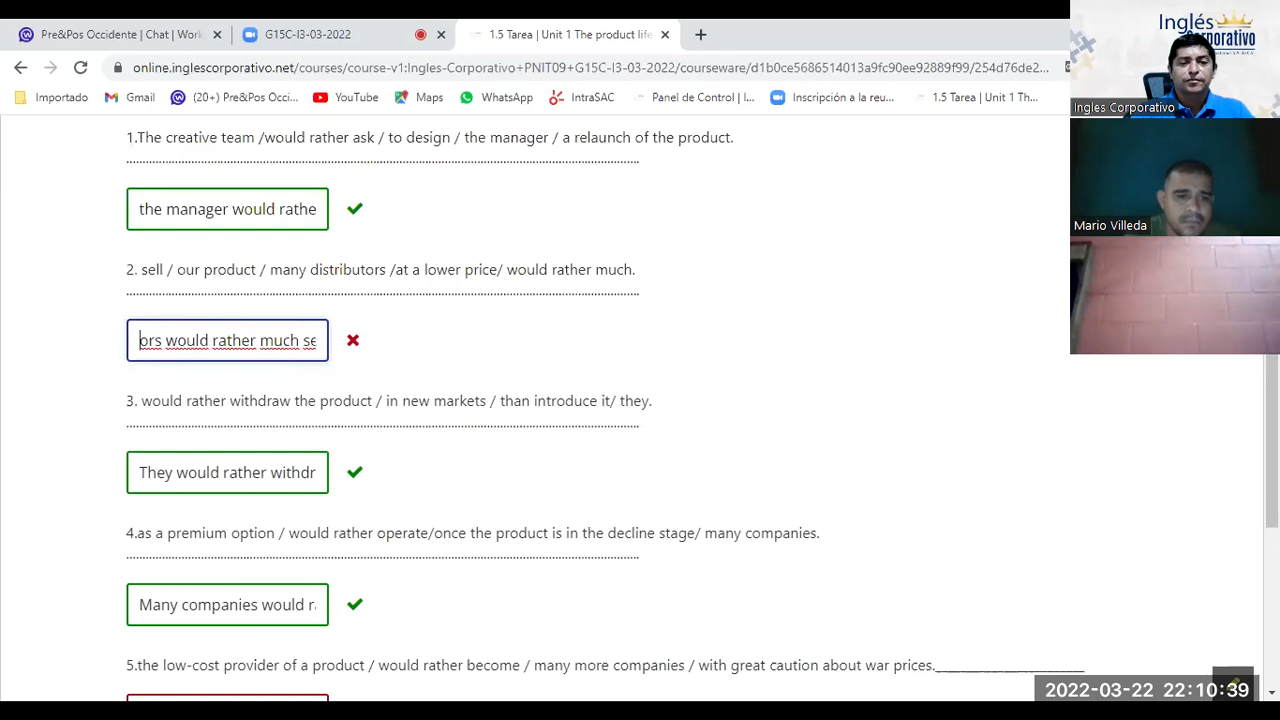 Pre&Pos Occidente | Chat | Work
G15C-I3-03-2022
1.5 Tarea | Unit 1 The product life
online.inglescorporativo.net/courses/course-v1:Ingles-Corporativo+PNIT09+G15C-I3-03-2022/courseware/d1b0ce5686514013a9fc90ee92889f99/254d76de2...
Importado
Gmail
(20+) Pre&Pos Occi...
YouTube
Maps
WhatsApp
IntraSAC
Panel de Control | I...
Inscripción a la reu...
1.5 Tarea | Unit 1 Th...
Inglés
Corporativo
Ingles Corporativo
Mario Villeda
1.The creative team /would rather ask / to design / the manager / a relaunch of the product.
the manager would rathe
2. sell / our product / many distributors /at a lower price/ would rather much.
ors would rather much se
3. would rather withdraw the product / in new markets / than introduce it/ they.
They would rather withdr
4.as a premium option / would rather operate/once the product is in the decline stage/ many companies.
Many companies would r
5.the low-cost provider of a product / would rather become / many more companies / with great caution about war prices.
2022-03-22 22:10:39